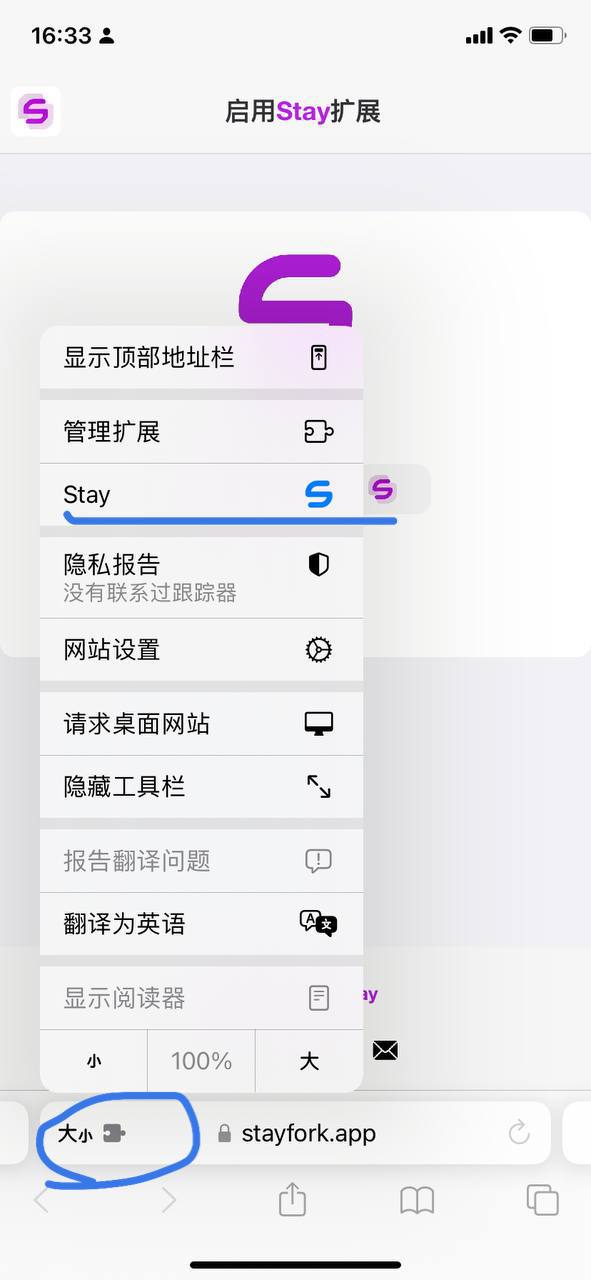 16:33
启用Stay扩展
显示顶部地址栏
管理扩展
Stay
隐私报告
没有联系过跟踪器
网站设置
请求桌面网站
隐藏工具栏
报告翻译问题
翻译为英语
显示阅读器
ay
小 100% 大
大小 stayfork.app